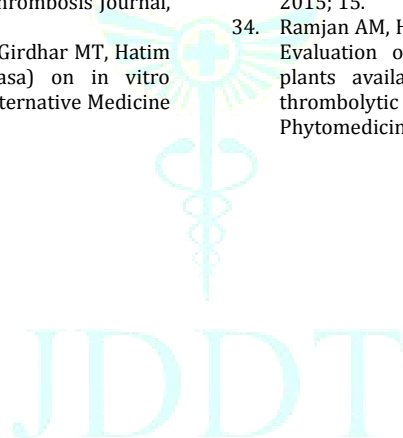 hrombosis Journal,
Girdhar MT, Hatim
asa) on in vitro
lternative Medicine
2015; 15.
34. Ramjan AM, H
Evaluation o
plants availa
thrombolytic
Phytomedicin
JDDT